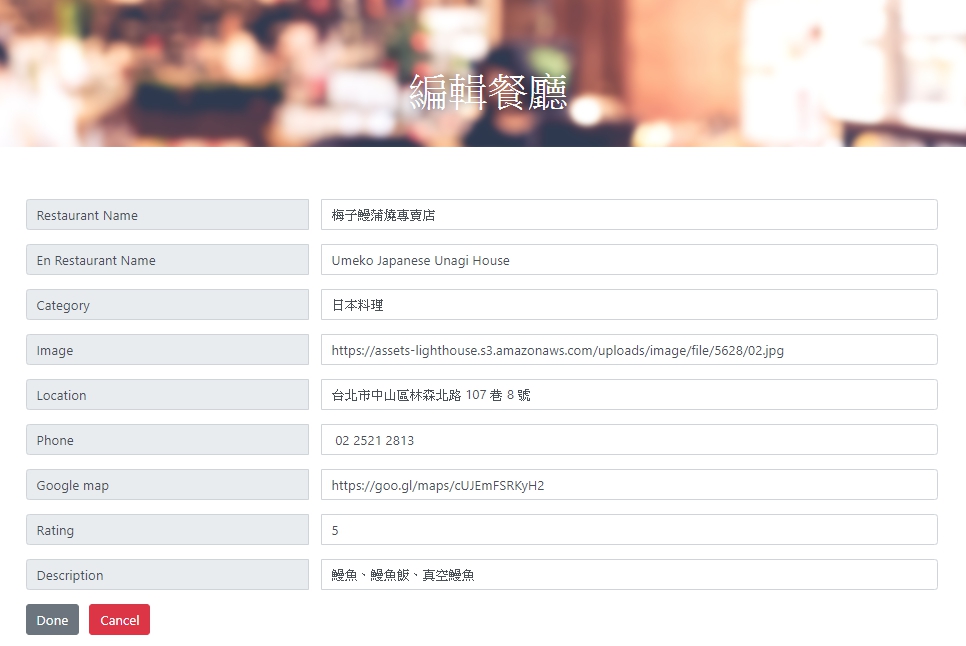 編輯餐廳
Restaurant Name 梅子鰻蒲燒專賣店
En Restaurant Name Umeko Japanese Unagi House
Category 日本料理
Image https://assets-lighthouse.s3.amazonaws.com/uploads/image/file/5628/02.jpg
Location 台北市中山區林森北路 107 巷 8 號
Phone 02 2521 2813
Google map https://goo.gl/maps/cUJEmFSRKyH2
Rating 5
Description 鰻魚、鰻魚飯、真空鰻魚
Done Cancel